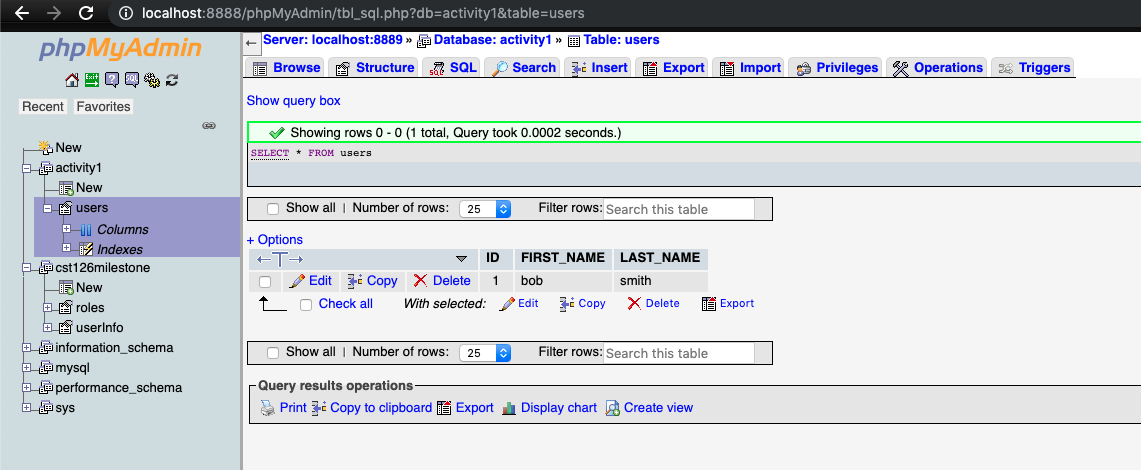 localhost:8888/phpMyAdmin/tbl_sql.php?db=activity1&table=users
phpMyAdmin
Recent Favorites
New
activity1
New
users
Columns
Indexes
cst126milestone
New
roles
userInfo
information_schema
mysql
performance_schema
sys
Server: localhost:8889 » Database: activity1 » Table: users
Browse Structure SQL Search Insert Export Import Privileges Operations Triggers
Show query box
Showing rows 0 - 0 (1 total, Query took 0.0002 seconds.)
SELECT * FROM users
Show all | Number of rows: 25 Filter rows: Search this table
+ Options
←T→ ID FIRST_NAME LAST_NAME
Edit Copy Delete 1 bob smith
Check all With selected: Edit Copy Delete Export
Show all | Number of rows: 25 Filter rows: Search this table
Query results operations
Print Copy to clipboard Export Display chart Create view